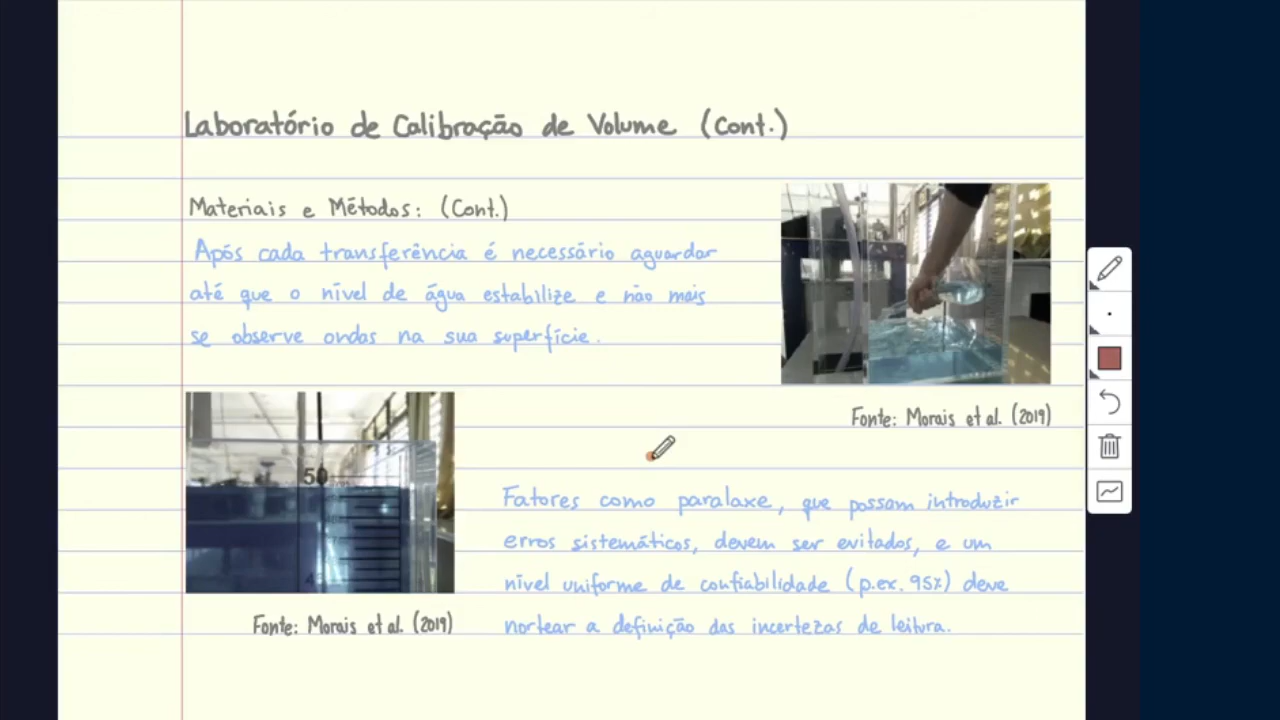 Laboratório de Calibração de Volume (Cont.)
Materiais e Métodos: (Cont.)
Após cada transferência é necessário aguardar
até que o nível de água estabilize e não mais
se observe ondas na sua superfície.
Fonte: Morais et al. (2019)
50
Fatores como paralaxe, que possam introduzir
erros sistemáticos, devem ser evitados, e um
nível uniforme de confiabilidade (p.ex. 95%) deve
nortear a definição das incertezas de leitura.
Fonte: Morais et al. (2019)